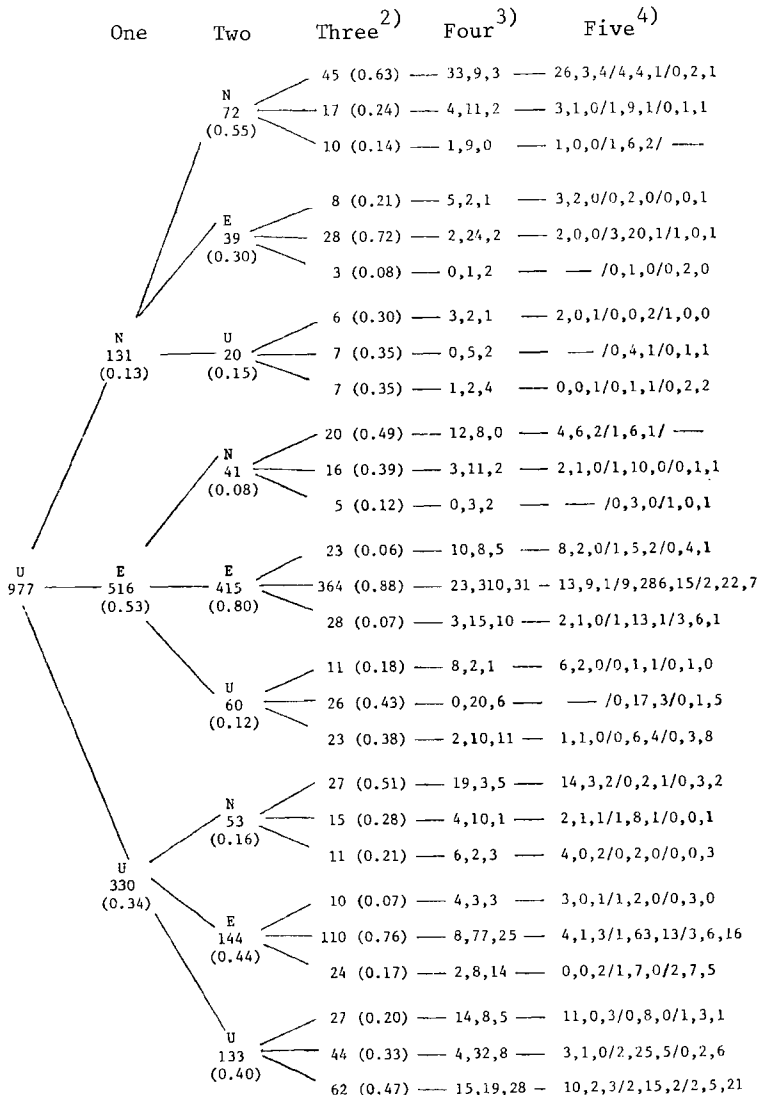 One Two Three2) Four3) Five4)
45 (0.63) — 33,9,3 — 26,3,4/4,4,1/0,2,1
N
72 17 (0.24) — 4,11,2 — 3,1,0/1,9,1/0,1,1
(0.55)
10 (0.14) — 1,9,0 — 1,0,0/1,6,2/ —
8 (0.21) — 5,2,1 — 3,2,0/0,2,0/0,0,1
E
39 28 (0.72) — 2,24,2 — 2,0,0/3,20,1/1,0,1
(0.30)
3 (0.08) — 0,1,2 — — /0,1,0/0,2,0
6 (0.30) — 3,2,1 — 2,0,1/0,0,2/1,0,0
N U
131 20 7 (0.35) — 0,5,2 — — /0,4,1/0,1,1
(0.13) (0.15)
7 (0.35) — 1,2,4 0,0,1/0,1,1/0,2,2
20 (0.49) — 12,8,0 — 4,6,2/1,6,1/ —
N
41 16 (0.39) — 3,11,2 — 2,1,0/1,10,0/0,1,1
(0.08)
5 (0.12) — 0,3,2 — — /0,3,0/1,0,1
23 (0.06) — 10,8,5 — 8,2,0/1,5,2/0,4,1
U E E
977 516 415 364 (0.88) — 23,310,31 – 13,9,1/9,286,15/2,22,7
(0.53) (0.80)
28 (0.07) — 3,15,10 — 2,1,0/1,13,1/3,6,1
11 (0.18) — 8,2,1 — 6,2,0/0,1,1/0,1,0
U
60 26 (0.43) — 0,20,6 — — /0,17,3/0,1,5
(0.12)
23 (0.38) — 2,10,11 — 1,1,0/0,6,4/0,3,8
27 (0.51) — 19,3,5 — 14,3,2/0,2,1/0,3,2
N
53 15 (0.28) — 4,10,1 — 2,1,1/1,8,1/0,0,1
(0.16)
11 (0.21) — 6,2,3 — 4,0,2/0,2,0/0,0,3
U
330
(0.34)
10 (0.07) — 4,3,3 — 3,0,1/1,2,0/0,3,0
E
144 110 (0.76) — 8,77,25 — 4,1,3/1,63,13/3,6,16
(0.44)
24 (0.17) — 2,8,14 — 0,0,2/1,7,0/2,7,5
27 (0.20) — 14,8,5 — 11,0,3/0,8,0/1,3,1
U
133 44 (0.33) — 4,32,8 — 3,1,0/2,25,5/0,2,6
(0.40)
62 (0.47) — 15,19,28 – 10,2,3/2,15,2/2,5,21